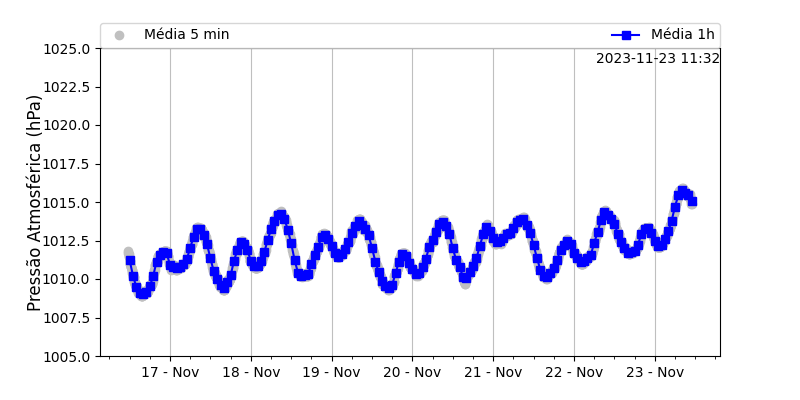 Média 5 min
Média 1h
2023-11-23 11:32
Pressão Atmosférica (hPa)
1025.0
1022.5
1020.0
1017.5
1015.0
1012.5
1010.0
1007.5
1005.0
17 - Nov
18 - Nov
19 - Nov
20 - Nov
21 - Nov
22 - Nov
23 - Nov